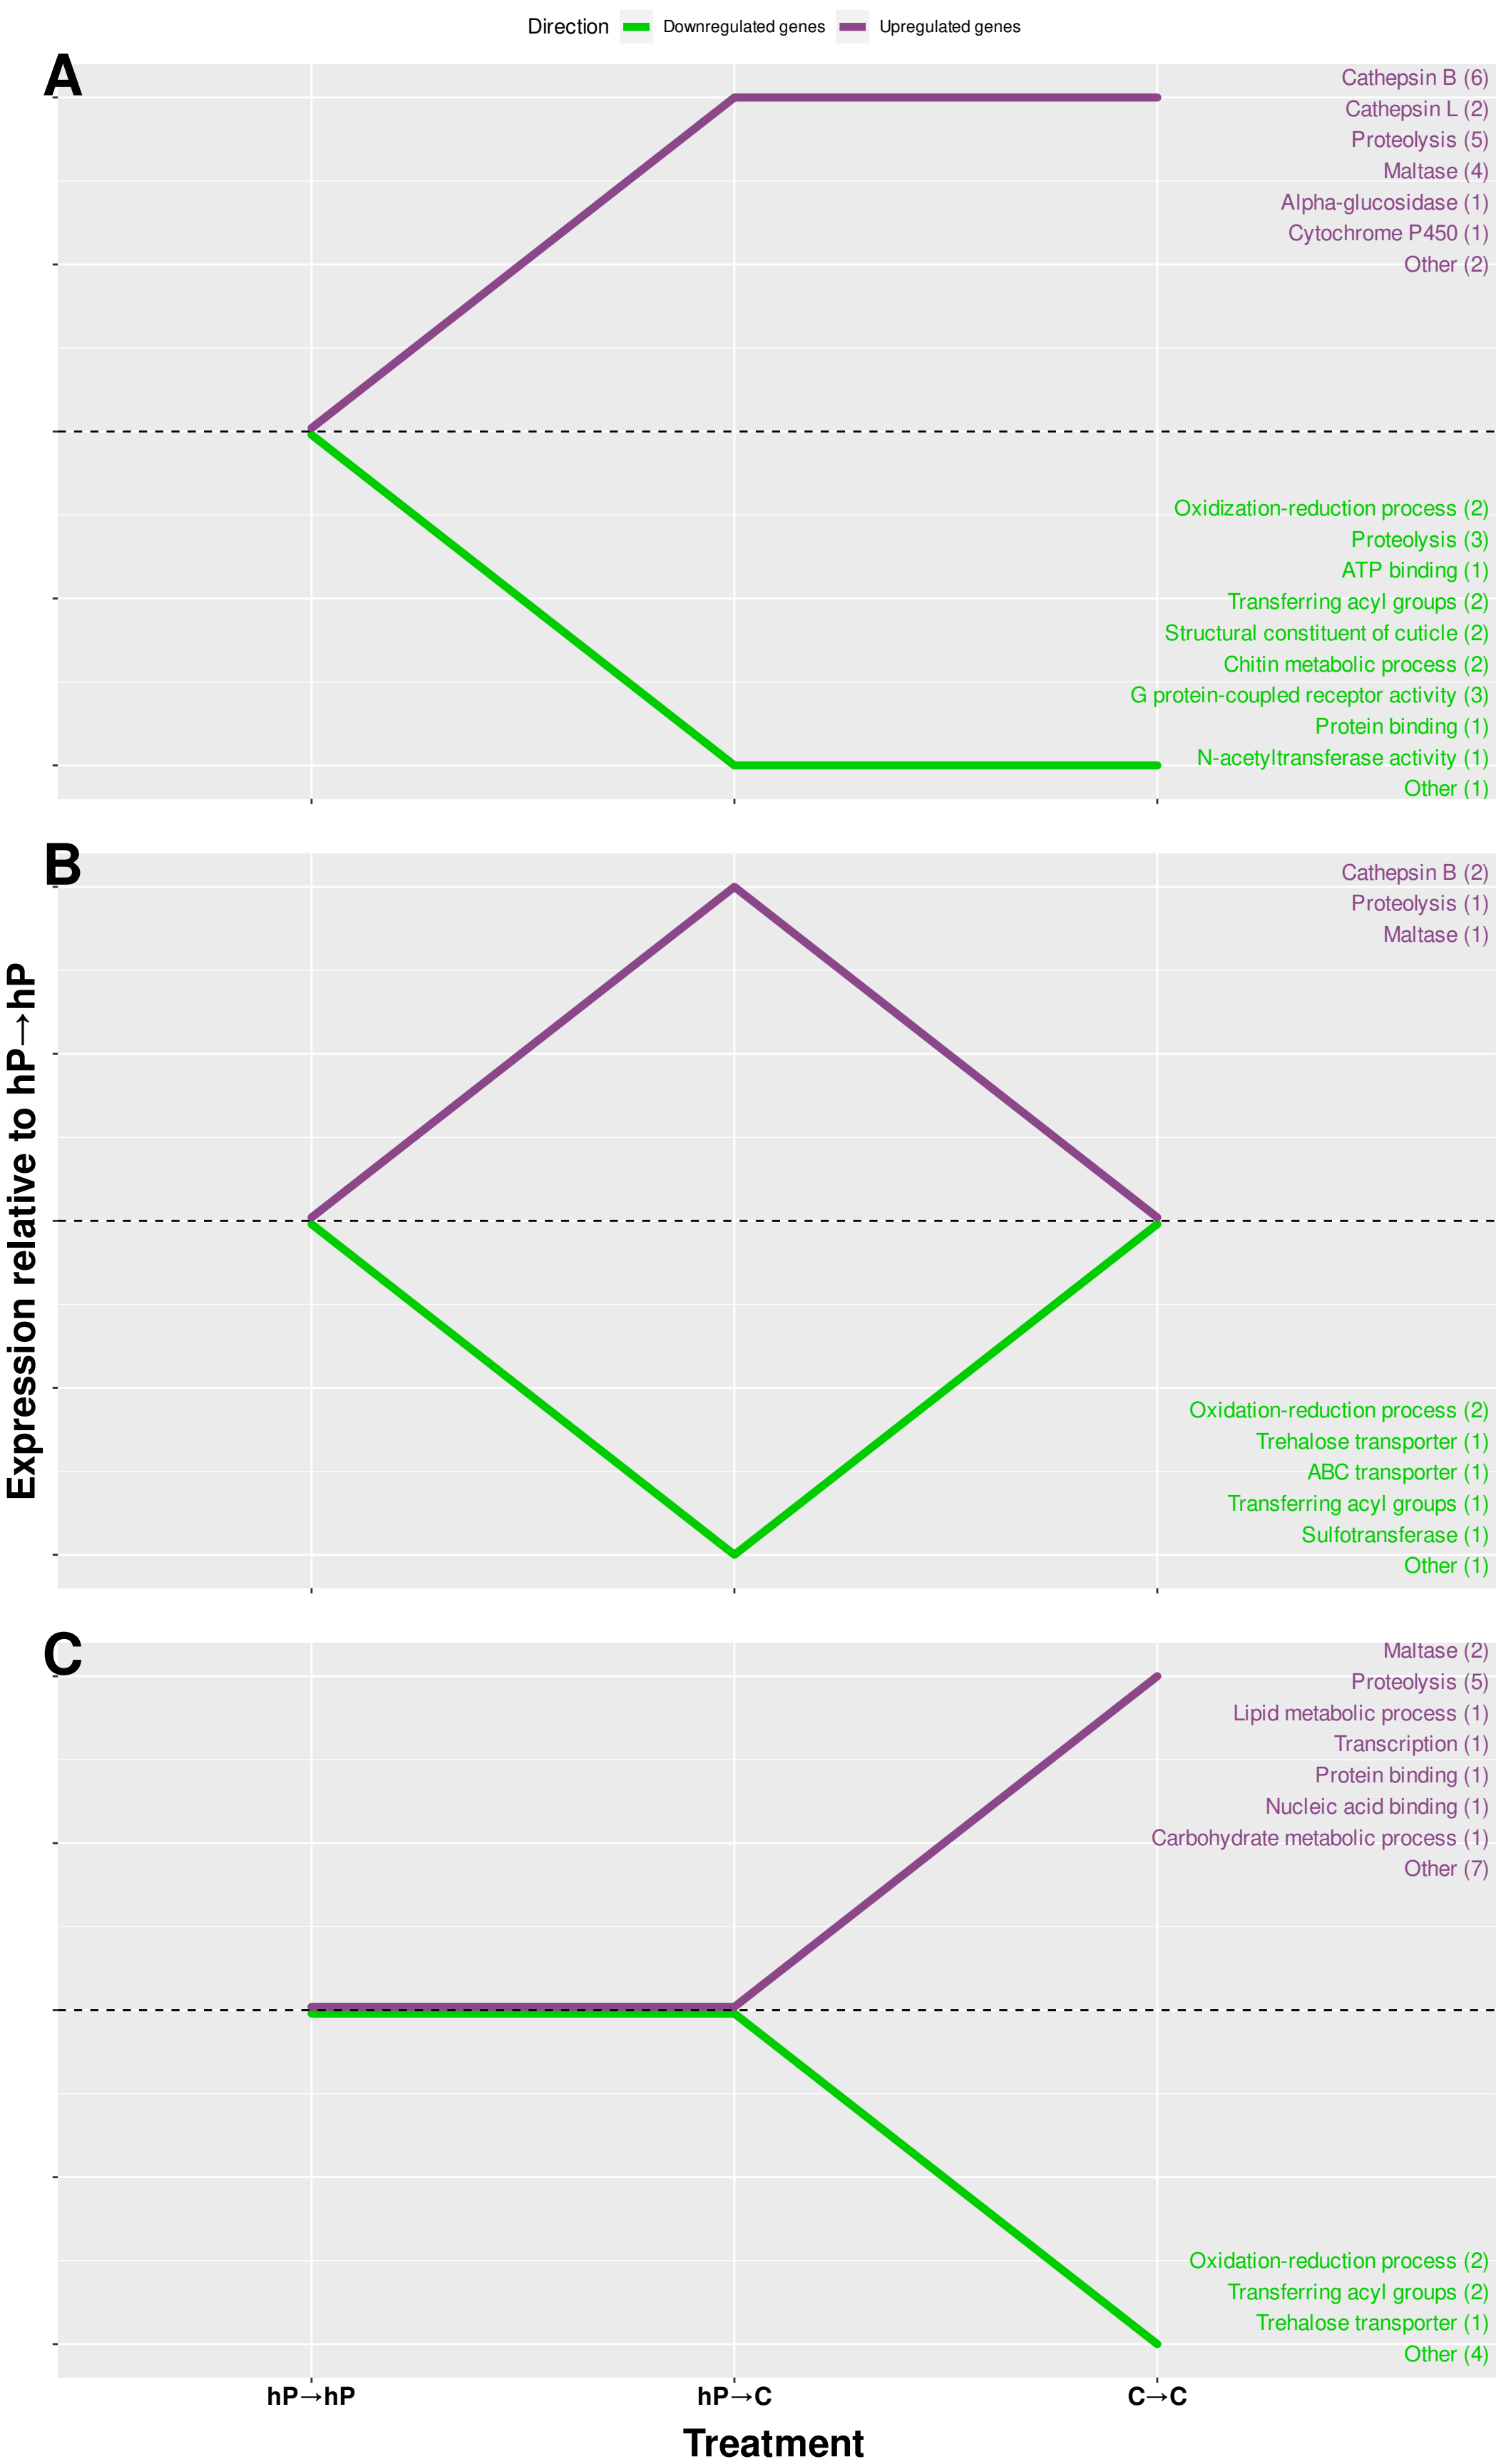 Direction Downregulated genes Upregulated genes
A
Cathepsin B (6)
Cathepsin L (2)
Proteolysis (5)
Maltase (4)
Alpha-glucosidase (1)
Cytochrome P450 (1)
Other (2)
Oxidization-reduction process (2)
Proteolysis (3)
ATP binding (1)
Transferring acyl groups (2)
Structural constituent of cuticle (2)
Chitin metabolic process (2)
G protein-coupled receptor activity (3)
Protein binding (1)
N-acetyltransferase activity (1)
Other (1)
B
Cathepsin B (2)
Proteolysis (1)
Maltase (1)
Oxidation-reduction process (2)
Trehalose transporter (1)
ABC transporter (1)
Transferring acyl groups (1)
Sulfotransferase (1)
Other (1)
Expression relative to hP→hP
C
Maltase (2)
Proteolysis (5)
Lipid metabolic process (1)
Transcription (1)
Protein binding (1)
Nucleic acid binding (1)
Carbohydrate metabolic process (1)
Other (7)
Oxidation-reduction process (2)
Transferring acyl groups (2)
Trehalose transporter (1)
Other (4)
hP→hP hP→C C→C
Treatment